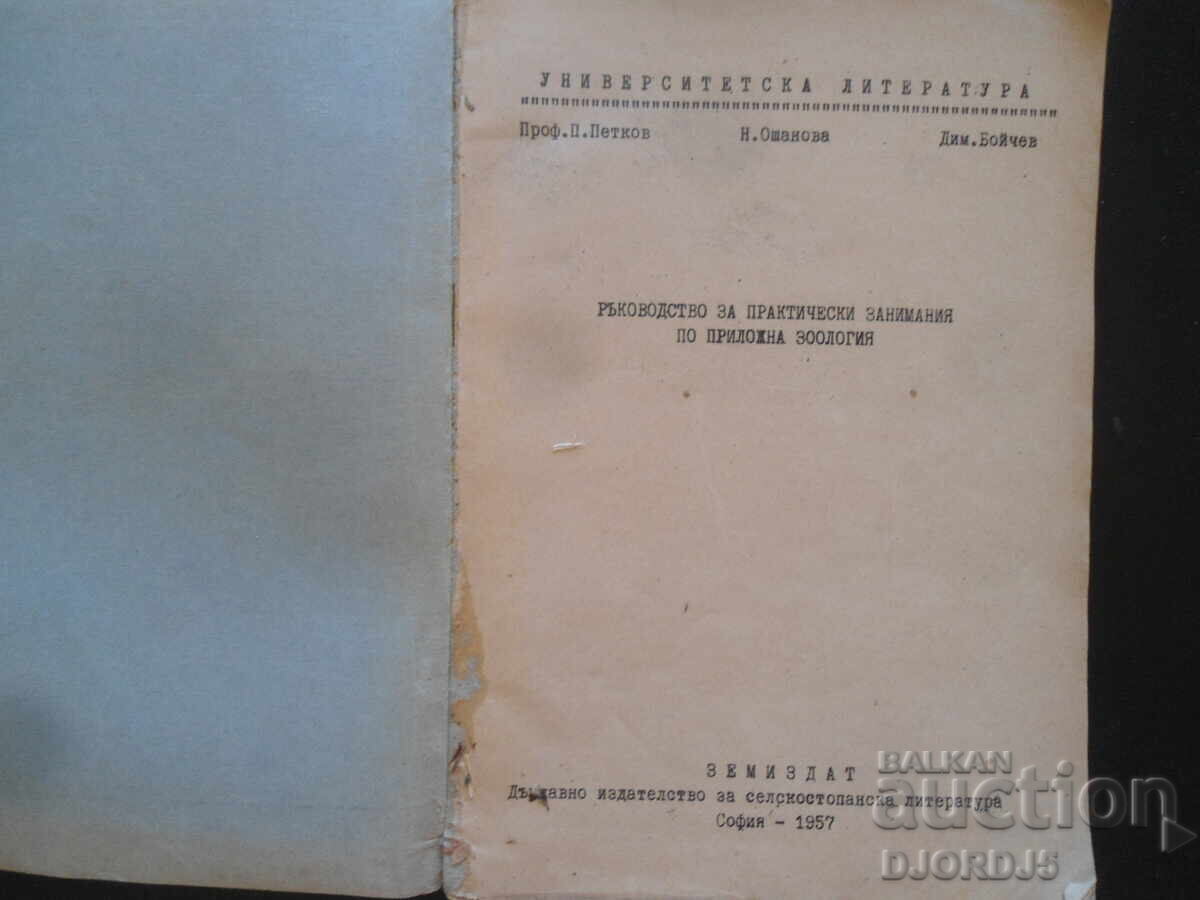 УНИВЕРСИТЕТСКА ЛИТЕРАТУРА
Проф.П.Петков Н.Ошанова Дим.Бойчев
РЪКОВОДСТВО ЗА ПРАКТИЧЕСКИ ЗАНИМАНИЯ
ПО ПРИЛОЖНА ЗООЛОГИЯ
ЗЕМИЗДАТ
Държавно издателство за селскостопанска литература
София - 1957
BALKAN
auction
DJORDJ5